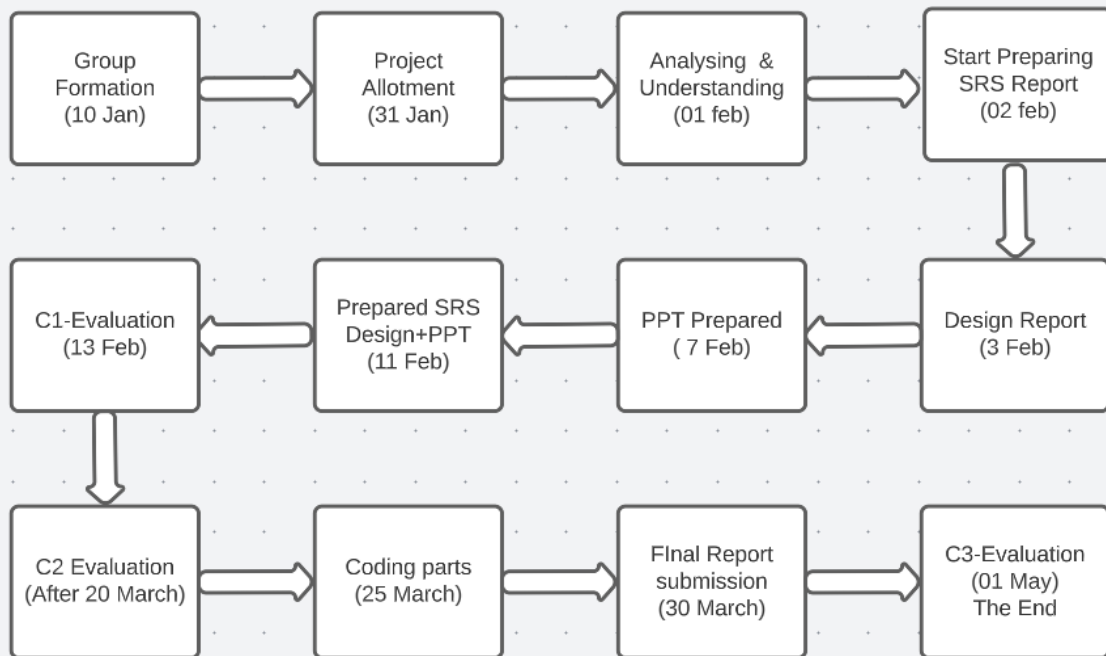 Group
Formation
(10 Jan)
Project
Allotment
(31 Jan)
Analysing &
Understanding
(01 feb)
Start Preparing
SRS Report
(02 feb)
Design Report
(3 Feb)
PPT Prepared
( 7 Feb)
Prepared SRS
Design+PPT
(11 Feb)
C1-Evaluation
(13 Feb)
C2 Evaluation
(After 20 March)
Coding parts
(25 March)
FInal Report
submission
(30 March)
C3-Evaluation
(01 May)
The End